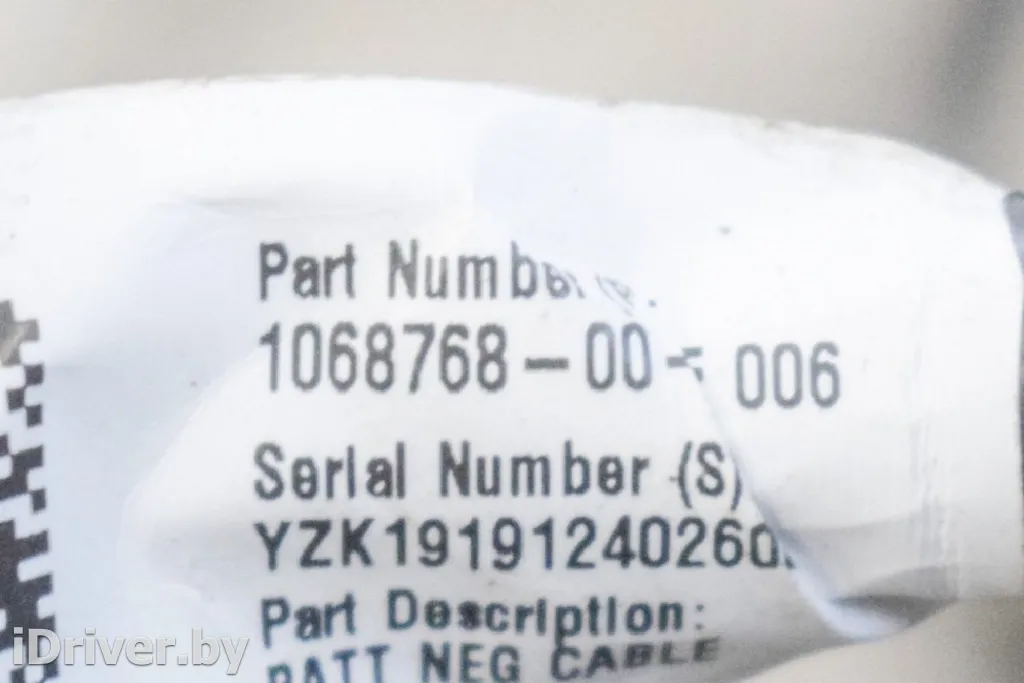 Part Number (P):
1068768-00- 006
Serial Number (S)
YZK1919124026
Part Description:
BATT NEG CABLE
iDriver.by